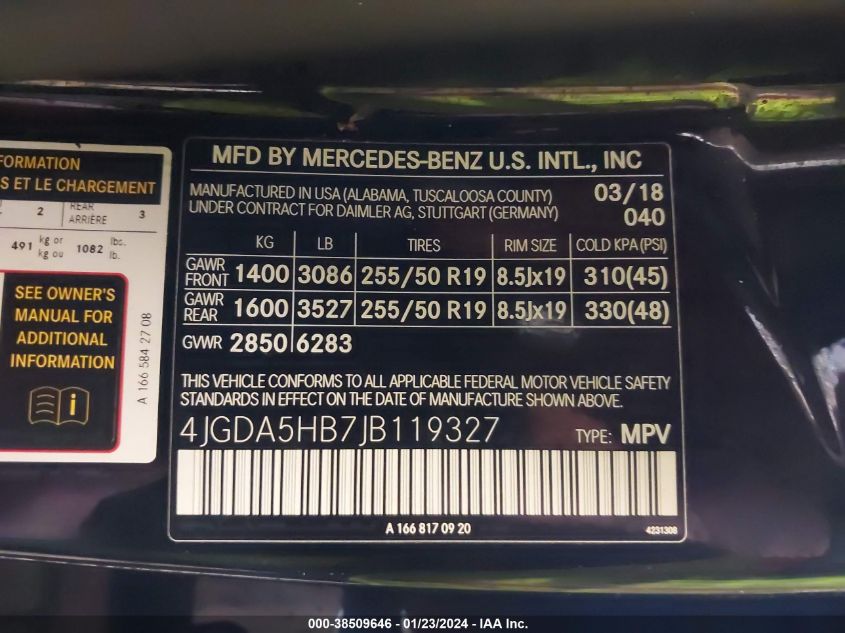 FORMATION
S ET LE CHARGEMENT
2 REAR ARRIÈRE 3
491 kg or kg ou 1082 lbs. lb.
SEE OWNER'S
MANUAL FOR
ADDITIONAL
INFORMATION
i
A 166 584 27 08
MFD BY MERCEDES-BENZ U.S. INTL., INC
MANUFACTURED IN USA (ALABAMA, TUSCALOOSA COUNTY) 03/18
UNDER CONTRACT FOR DAIMLER AG, STUTTGART (GERMANY) 040
KG LB TIRES RIM SIZE COLD KPA (PSI)
GAWR FRONT 1400 3086 255/50 R19 8.5Jx19 310(45)
GAWR REAR 1600 3527 255/50 R19 8.5Jx19 330(48)
GVWR 2850 6283
THIS VEHICLE CONFORMS TO ALL APPLICABLE FEDERAL MOTOR VEHICLE SAFETY
STANDARDS IN EFFECT ON THE DATE OF MANUFACTURE SHOWN ABOVE.
4JGDA5HB7JB119327 TYPE: MPV
A 166 817 09 20
4231308
000-38509646 - 01/23/2024 - IAA Inc.